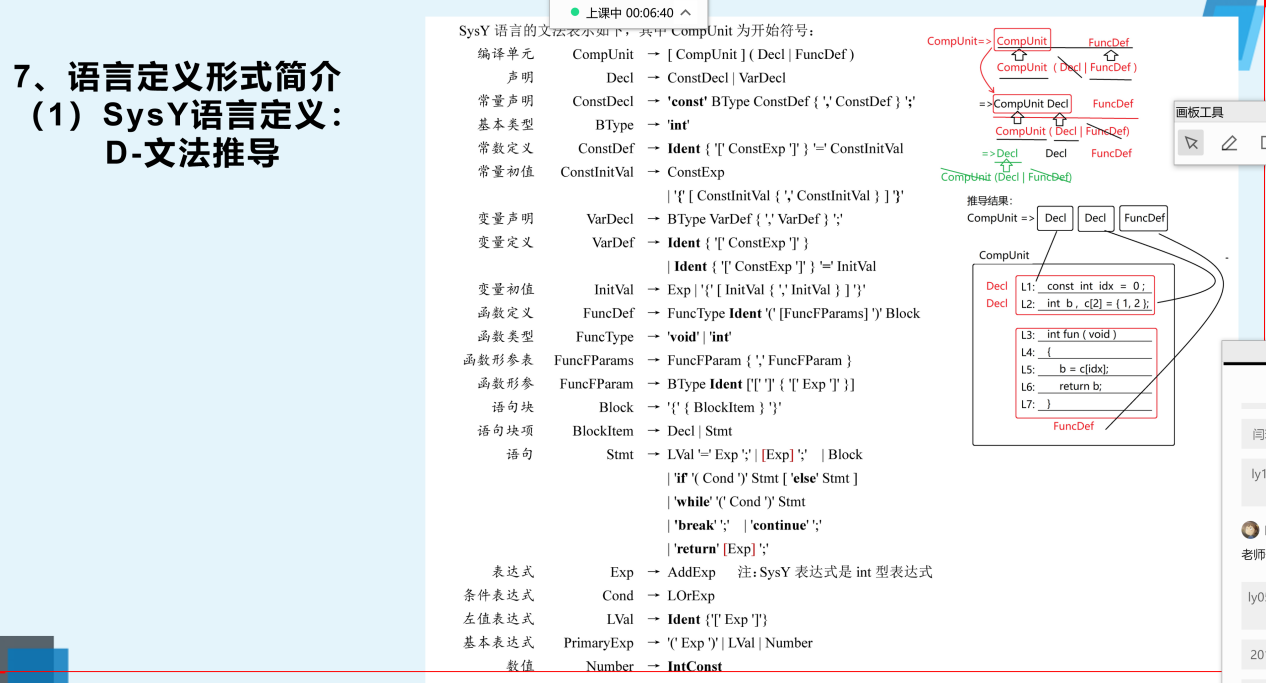 上课中 00:06:40
7、语言定义形式简介
（1）SysY语言定义：
D-文法推导
SysY 语言的文法表示如下，其中 CompUnit 为开始符号：
编译单元 CompUnit → [ CompUnit ] ( Decl | FuncDef )
声明 Decl → ConstDecl | VarDecl
常量声明 ConstDecl → 'const' BType ConstDef { ',' ConstDef } ';'
基本类型 BType → 'int'
常数定义 ConstDef → Ident { '[' ConstExp ']' } '=' ConstInitVal
常量初值 ConstInitVal → ConstExp
| '{' [ ConstInitVal { ',' ConstInitVal } ] '}'
变量声明 VarDecl → BType VarDef { ',' VarDef } ';'
变量定义 VarDef → Ident { '[' ConstExp ']' }
| Ident { '[' ConstExp ']' } '=' InitVal
变量初值 InitVal → Exp | '{' [ InitVal { ',' InitVal } ] '}'
函数定义 FuncDef → FuncType Ident '(' [FuncFParams] ')' Block
函数类型 FuncType → 'void' | 'int'
函数形参表 FuncFParams → FuncFParam { ',' FuncFParam }
函数形参 FuncFParam → BType Ident ['[' ']' { '[' Exp ']' }]
语句块 Block → '{' { BlockItem } '}'
语句块项 BlockItem → Decl | Stmt
语句 Stmt → LVal '=' Exp ';' | [Exp] ';' | Block
| 'if' '( Cond ')' Stmt [ 'else' Stmt ]
| 'while' '(' Cond ')' Stmt
| 'break' ';' | 'continue' ';'
| 'return' [Exp] ';'
表达式 Exp → AddExp 注：SysY 表达式是 int 型表达式
条件表达式 Cond → LOrExp
左值表达式 LVal → Ident {'[' Exp ']'}
基本表达式 PrimaryExp → '(' Exp ')' | LVal | Number
数值 Number → IntConst
CompUnit=> CompUnit FuncDef
CompUnit ( Decl | FuncDef )
=>CompUnit Decl FuncDef
CompUnit ( Decl | FuncDef)
=>Decl Decl FuncDef
CompUnit (Decl | FuncDef)
推导结果：
CompUnit => Decl Decl FuncDef
CompUnit
Decl L1: const int idx = 0 ;
Decl L2: int b , c[2] = { 1, 2 };
L3: int fun ( void )
L4: {
L5: b = c[idx];
L6: return b;
L7: }
FuncDef
画板工具
ly1
老师
ly0
20